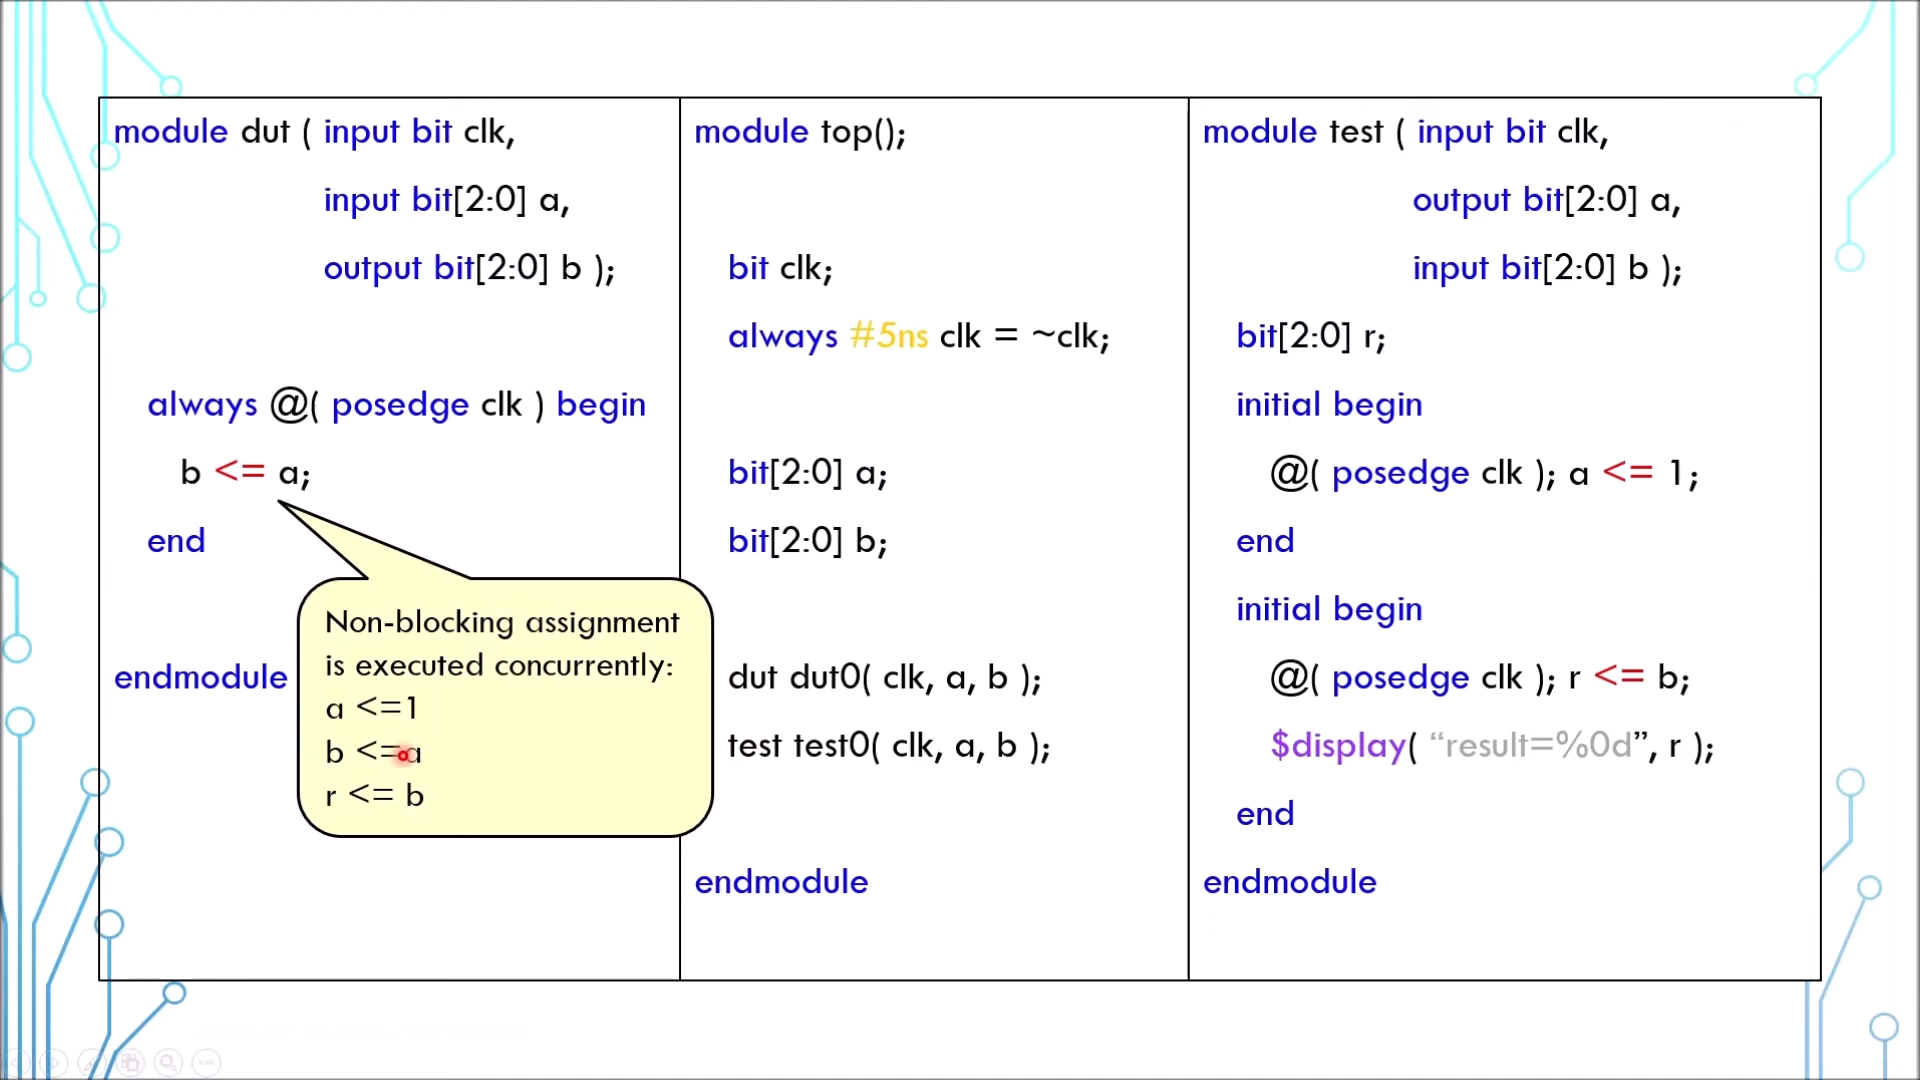 module dut ( input bit clk,
input bit[2:0] a,
output bit[2:0] b );
always @( posedge clk ) begin
b <= a;
end
endmodule
Non-blocking assignment
is executed concurrently:
a <=1
b <=a
r <= b
module top();
bit clk;
always #5ns clk = ~clk;
bit[2:0] a;
bit[2:0] b;
dut dut0( clk, a, b );
test test0( clk, a, b );
endmodule
module test ( input bit clk,
output bit[2:0] a,
input bit[2:0] b );
bit[2:0] r;
initial begin
@( posedge clk ); a <= 1;
end
initial begin
@( posedge clk ); r <= b;
$display( “result=%0d”, r );
end
endmodule